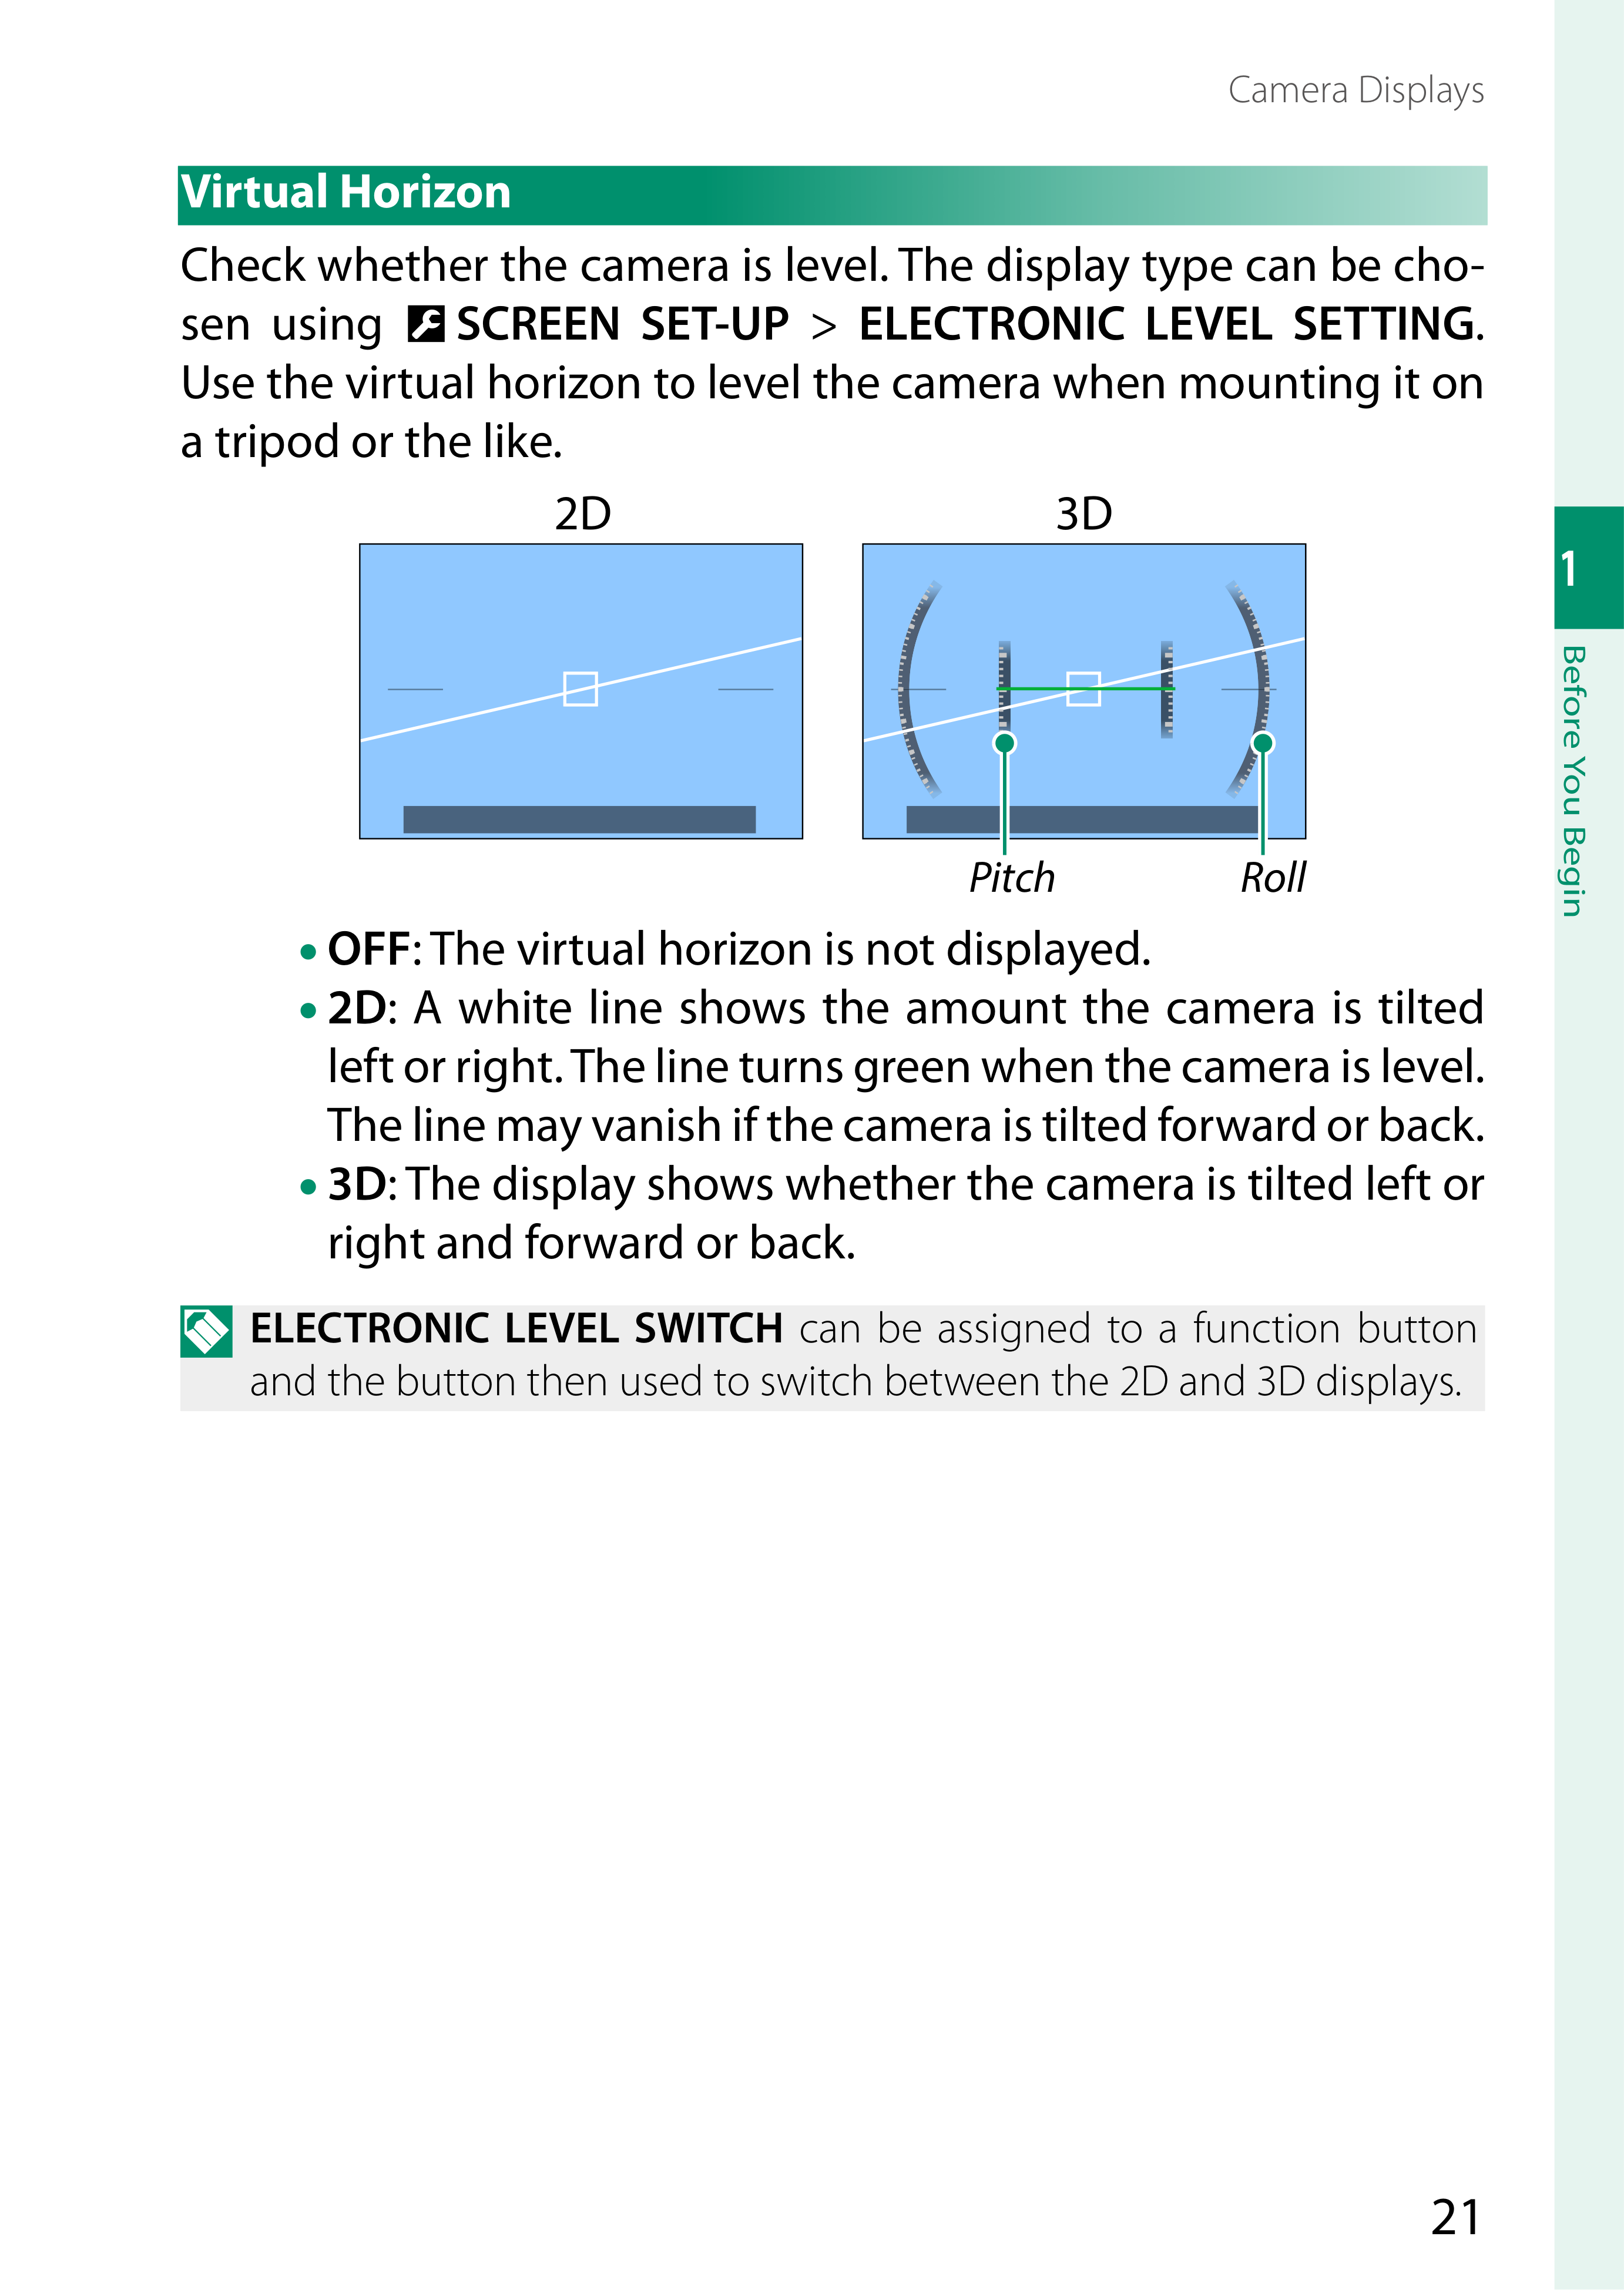 Camera Displays
Virtual Horizon
Check whether the camera is level. The display type can be cho-
sen using SCREEN SET-UP > ELECTRONIC LEVEL SETTING.
Use the virtual horizon to level the camera when mounting it on
a tripod or the like.
2D 3D
Pitch Roll
• OFF: The virtual horizon is not displayed.
• 2D: A white line shows the amount the camera is tilted
left or right. The line turns green when the camera is level.
The line may vanish if the camera is tilted forward or back.
• 3D: The display shows whether the camera is tilted left or
right and forward or back.
ELECTRONIC LEVEL SWITCH can be assigned to a function button
and the button then used to switch between the 2D and 3D displays.
1
Before You Begin
21